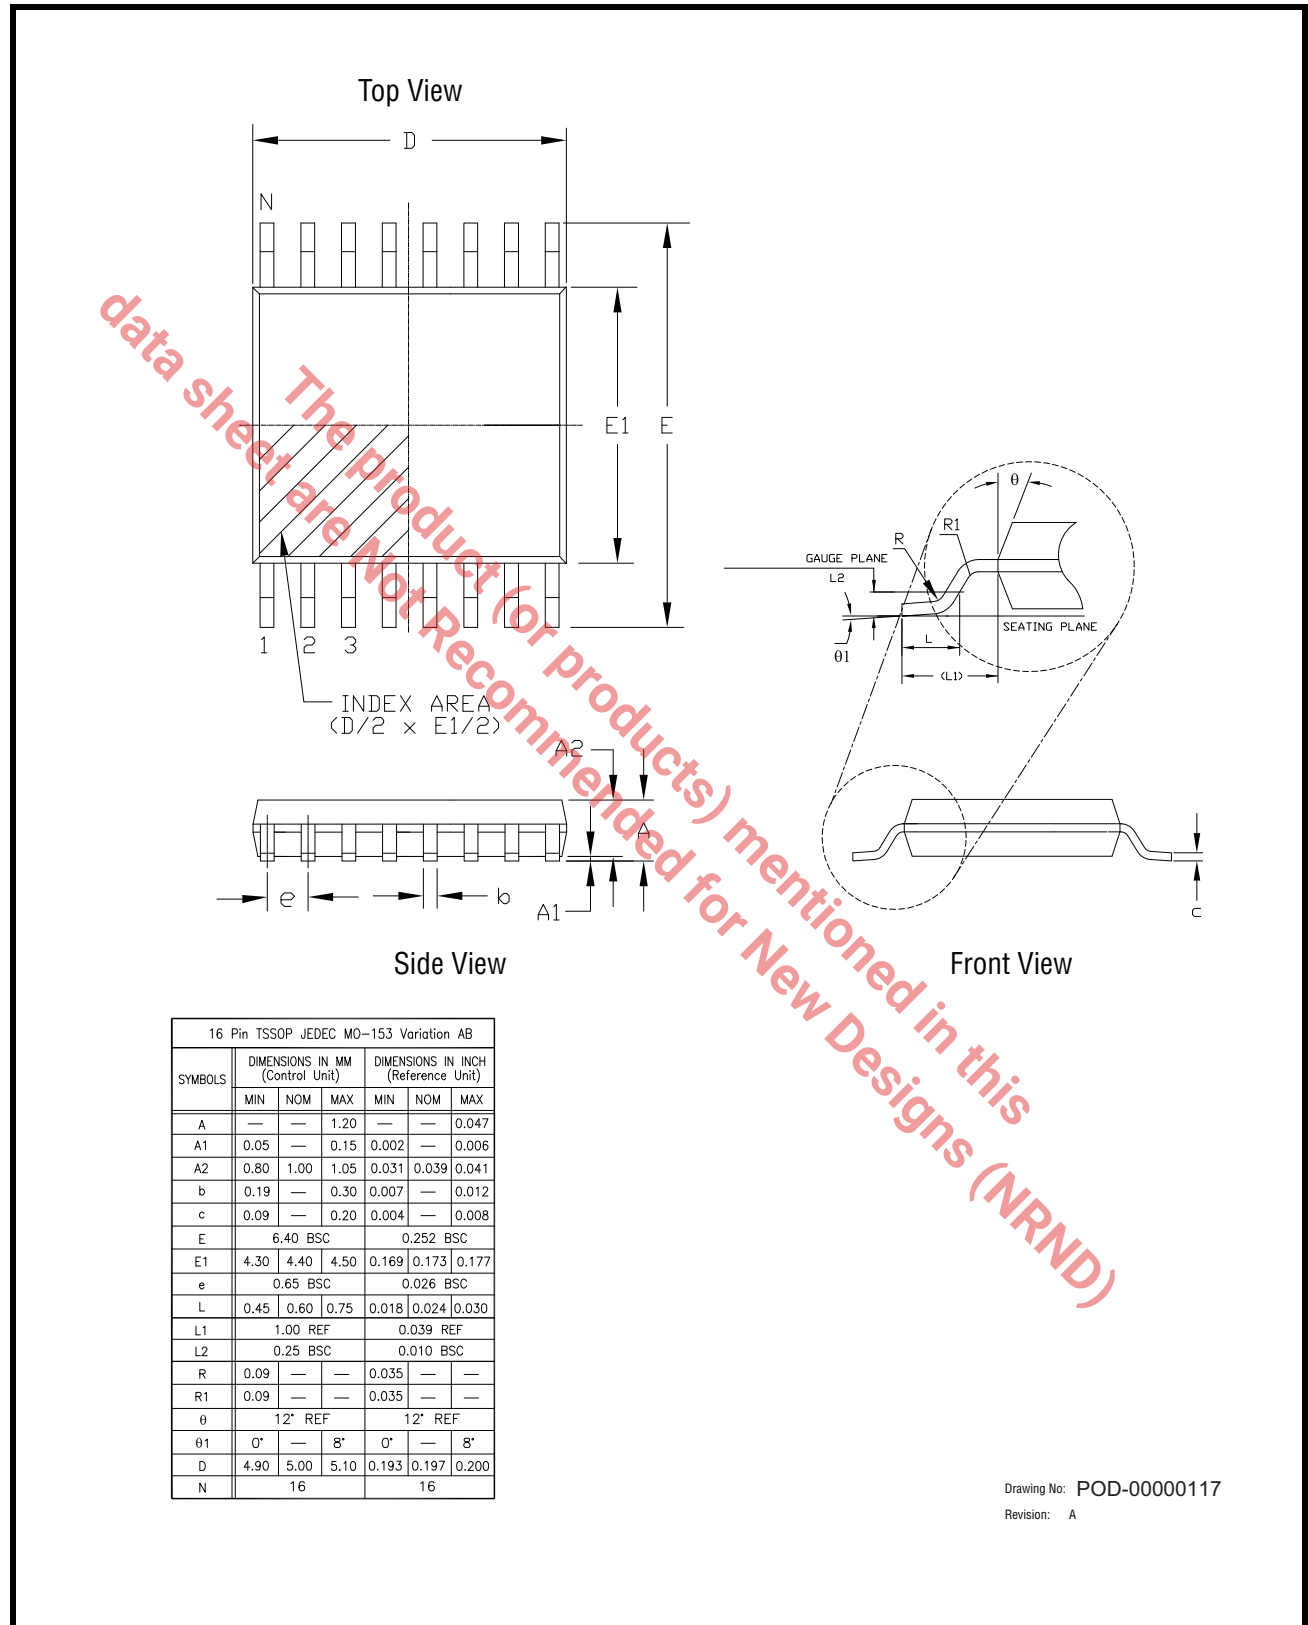 Top View
D
N
E1
E
1 2 3
INDEX AREA
(D/2 x E1/2)
θ
R1
R
GAUGE PLANE
L2
SEATING PLANE
L
θ1
(L1)
A2
A
e
b
A1
c
Side View
Front View
The product (or products) mentioned in this
data sheet are Not Recommended for New Designs (NRND)
16 Pin TSSOP JEDEC MO-153 Variation AB
SYMBOLS DIMENSIONS IN MM (Control Unit) DIMENSIONS IN INCH (Reference Unit)
MIN NOM MAX MIN NOM MAX
A — — 1.20 — — 0.047
A1 0.05 — 0.15 0.002 — 0.006
A2 0.80 1.00 1.05 0.031 0.039 0.041
b 0.19 — 0.30 0.007 — 0.012
c 0.09 — 0.20 0.004 — 0.008
E 6.40 BSC 0.252 BSC
E1 4.30 4.40 4.50 0.169 0.173 0.177
e 0.65 BSC 0.026 BSC
L 0.45 0.60 0.75 0.018 0.024 0.030
L1 1.00 REF 0.039 REF
L2 0.25 BSC 0.010 BSC
R 0.09 — — 0.035 — —
R1 0.09 — — 0.035 — —
θ 12° REF 12° REF
θ1 0° — 8° 0° — 8°
D 4.90 5.00 5.10 0.193 0.197 0.200
N 16 16
Drawing No: POD-00000117
Revision: A